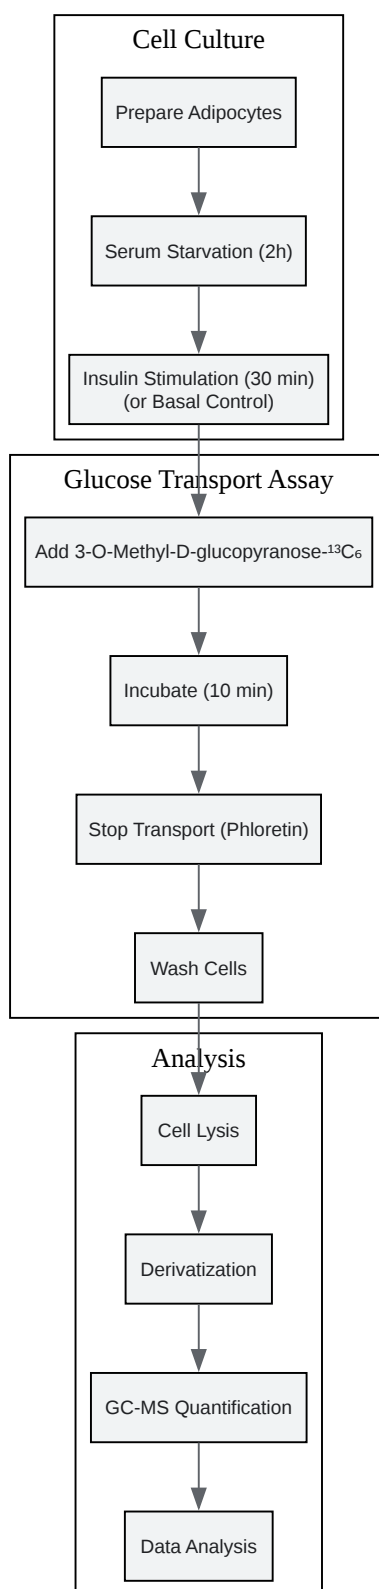 Cell Culture
Prepare Adipocytes
Serum Starvation (2h)
Insulin Stimulation (30 min)
(or Basal Control)
Glucose Transport Assay
Add 3-O-Methyl-D-glucopyranose-¹³C₆
Incubate (10 min)
Stop Transport (Phloretin)
Wash Cells
Analysis
Cell Lysis
Derivatization
GC-MS Quantification
Data Analysis